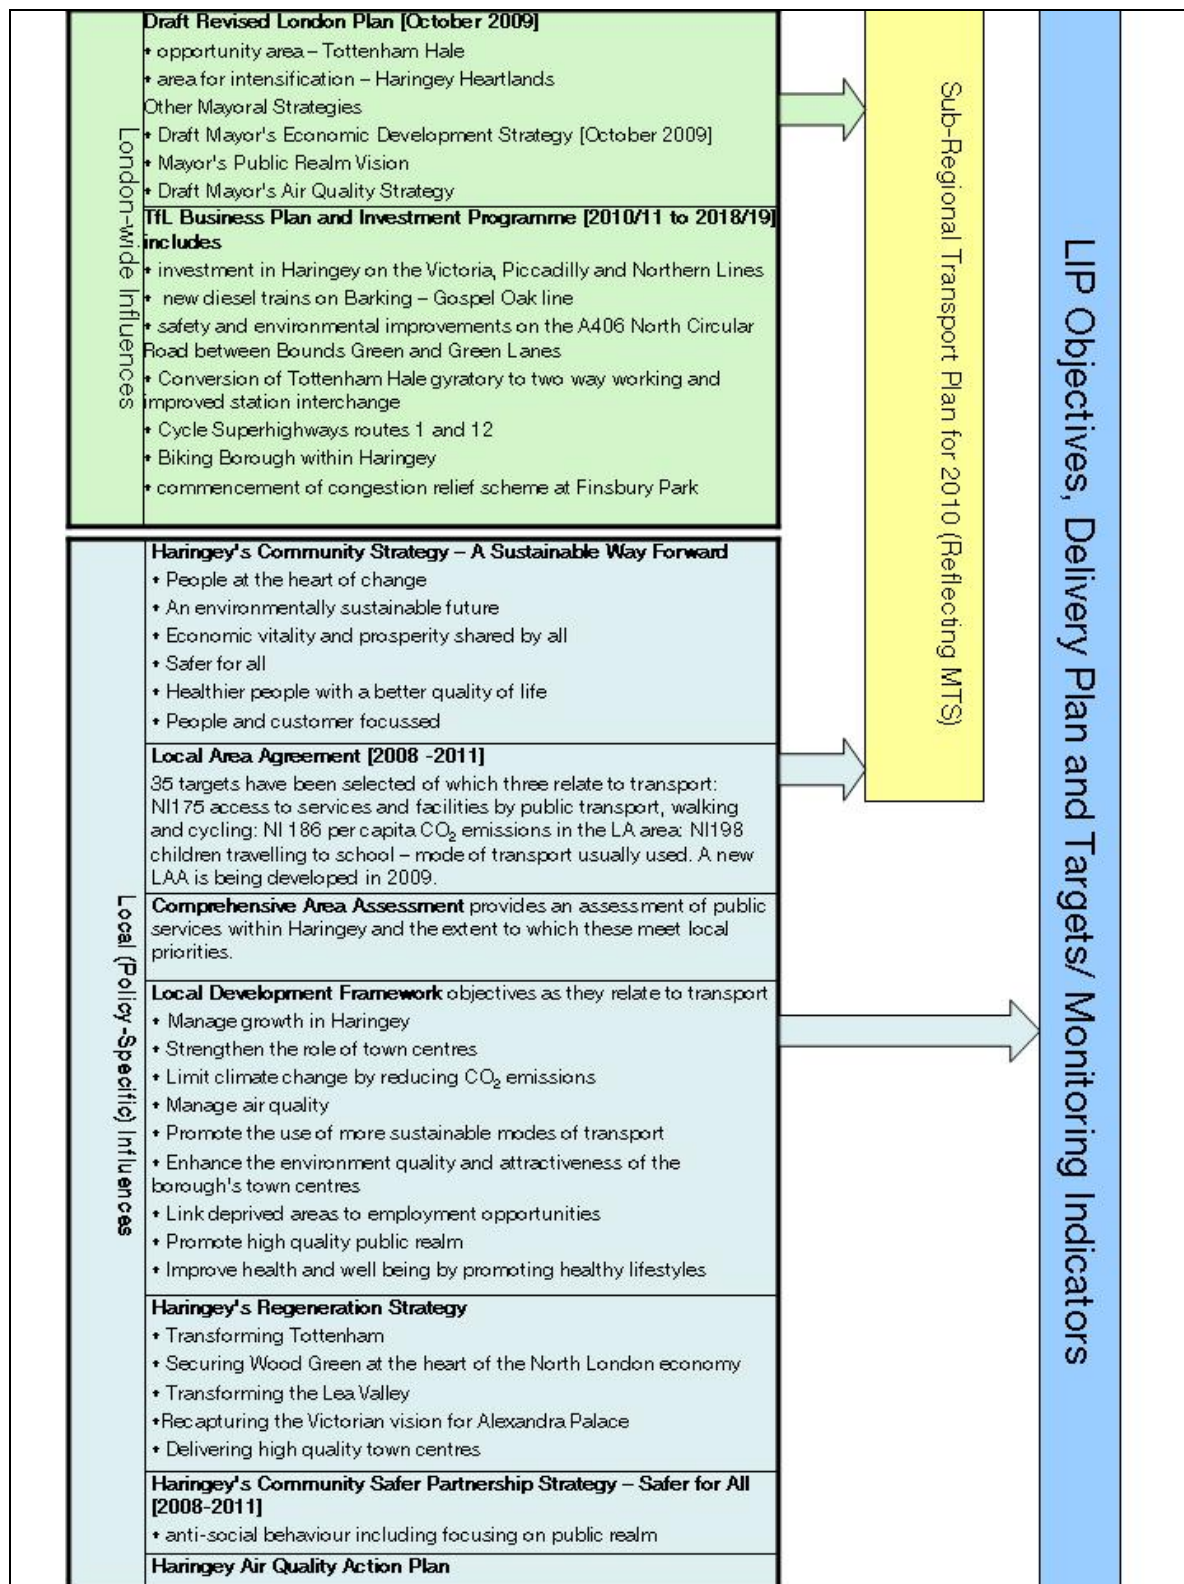 London-wide Influences
Draft Revised London Plan [October 2009]
• opportunity area – Tottenham Hale
• area for intensification – Haringey Heartlands
Other Mayoral Strategies
• Draft Mayor's Economic Development Strategy [October 2009]
• Mayor's Public Realm Vision
• Draft Mayor's Air Quality Strategy
TfL Business Plan and Investment Programme [2010/11 to 2018/19]
includes
• investment in Haringey on the Victoria, Piccadilly and Northern Lines
• new diesel trains on Barking – Gospel Oak line
• safety and environmental improvements on the A406 North Circular
Road between Bounds Green and Green Lanes
• Conversion of Tottenham Hale gyratory to two way working and
improved station interchange
• Cycle Superhighways routes 1 and 12
• Biking Borough within Haringey
• commencement of congestion relief scheme at Finsbury Park
Local (Policy-Specific) Influences
Haringey's Community Strategy – A Sustainable Way Forward
• People at the heart of change
• An environmentally sustainable future
• Economic vitality and prosperity shared by all
• Safer for all
• Healthier people with a better quality of life
• People and customer focussed
Local Area Agreement [2008 -2011]
35 targets have been selected of which three relate to transport:
NI175 access to services and facilities by public transport, walking
and cycling: NI 186 per capita CO₂ emissions in the LA area: NI198
children travelling to school – mode of transport usually used. A new
LAA is being developed in 2009.
Comprehensive Area Assessment provides an assessment of public
services within Haringey and the extent to which these meet local
priorities.
Local Development Framework objectives as they relate to transport
• Manage growth in Haringey
• Strengthen the role of town centres
• Limit climate change by reducing CO₂ emissions
• Manage air quality
• Promote the use of more sustainable modes of transport
• Enhance the environment quality and attractiveness of the
borough's town centres
• Link deprived areas to employment opportunities
• Promote high quality public realm
• Improve health and well being by promoting healthy lifestyles
Haringey's Regeneration Strategy
• Transforming Tottenham
• Securing Wood Green at the heart of the North London economy
• Transforming the Lea Valley
•Recapturing the Victorian vision for Alexandra Palace
• Delivering high quality town centres
Haringey's Community Safer Partnership Strategy – Safer for All
[2008-2011]
• anti-social behaviour including focusing on public realm
Haringey Air Quality Action Plan
Sub-Regional Transport Plan for 2010 (Reflecting MTS)
LIP Objectives, Delivery Plan and Targets/ Monitoring Indicators